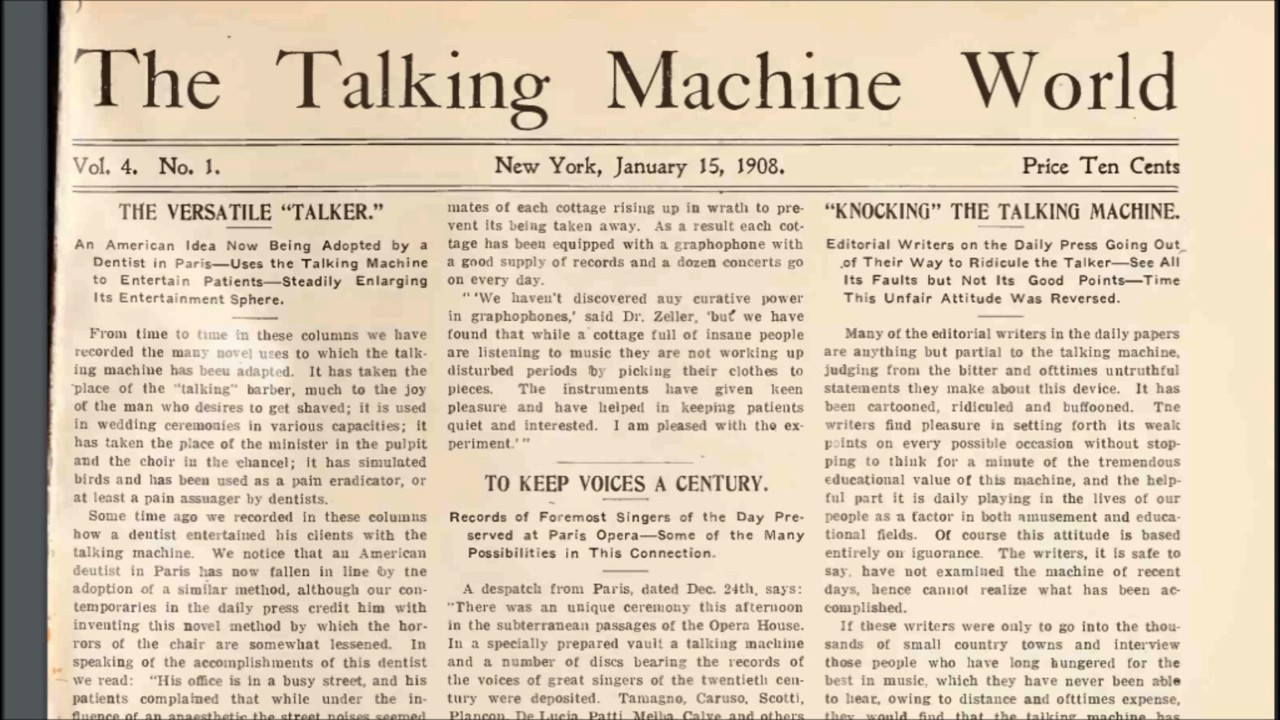 The Talking Machine World
Vol. 4. No. 1. New York, January 15, 1908. Price Ten Cents
THE VERSATILE "TALKER."
An American Idea Now Being Adopted by a
Dentist in Paris—Uses the Talking Machine
to Entertain Patients—Steadily Enlarging
Its Entertainment Sphere.
From time to time in these columns we have
recorded the many novel uses to which the talk-
ing machine has been adapted. It has taken the
place of the "talking" barber, much to the joy
of the man who desires to get shaved; it is used
in wedding ceremonies in various capacities; it
has taken the place of the minister in the pulpit
and the choir in the chancel; it has simulated
birds and has been used as a pain eradicator, or
at least a pain assuager by dentists.
Some time ago we recorded in these columns
how a dentist entertained his clients with the
talking machine. We notice that an American
dentist in Paris has now fallen in line by the
adoption of a similar method, although our con-
temporaries in the daily press credit him with
inventing this novel method by which the hor-
rors of the chair are somewhat lessened. In
speaking of the accomplishments of this dentist
we read: "His office is in a busy street, and his
patients complained that while under the in-
fluence of an anaesthetic the street noises seemed
mates of each cottage rising up in wrath to pre-
vent its being taken away. As a result each cot-
tage has been equipped with a graphophone with
a good supply of records and a dozen concerts go
on every day.
"'We haven't discovered any curative power
in graphophones,' said Dr. Zeller, 'but we have
found that while a cottage full of insane people
are listening to music they are not working up
disturbed periods by picking their clothes to
pieces. The instruments have given keen
pleasure and have helped in keeping patients
quiet and interested. I am pleased with the ex-
periment.'"
TO KEEP VOICES A CENTURY.
Records of Foremost Singers of the Day Pre-
served at Paris Opera—Some of the Many
Possibilities in This Connection.
A despatch from Paris, dated Dec. 24th, says:
"There was an unique ceremony this afternoon
in the subterranean passages of the Opera House.
In a specially prepared vault a talking machine
and a number of discs bearing the records of
the voices of great singers of the twentieth cen-
tury were deposited. Tamagno, Caruso, Scotti,
Plancon, De Lucia, Patti, Melba, Calve and others
"KNOCKING" THE TALKING MACHINE.
Editorial Writers on the Daily Press Going Out
of Their Way to Ridicule the Talker—See All
Its Faults but Not Its Good Points—Time
This Unfair Attitude Was Reversed.
Many of the editorial writers in the daily papers
are anything but partial to the talking machine,
judging from the bitter and ofttimes untruthful
statements they make about this device. It has
been cartooned, ridiculed and buffooned. The
writers find pleasure in setting forth its weak
points on every possible occasion without stop-
ping to think for a minute of the tremendous
educational value of this machine, and the help-
ful part it is daily playing in the lives of our
people as a factor in both amusement and educa-
tional fields. Of course this attitude is based
entirely on ignorance. The writers, it is safe to
say, have not examined the machine of recent
days, hence cannot realize what has been ac-
complished.
If these writers were only to go into the thou-
sands of small country towns and interview
those people who have long hungered for the
best in music, which they have never been able
to hear, owing to distance and ofttimes expense,
they would find that the talking machine has